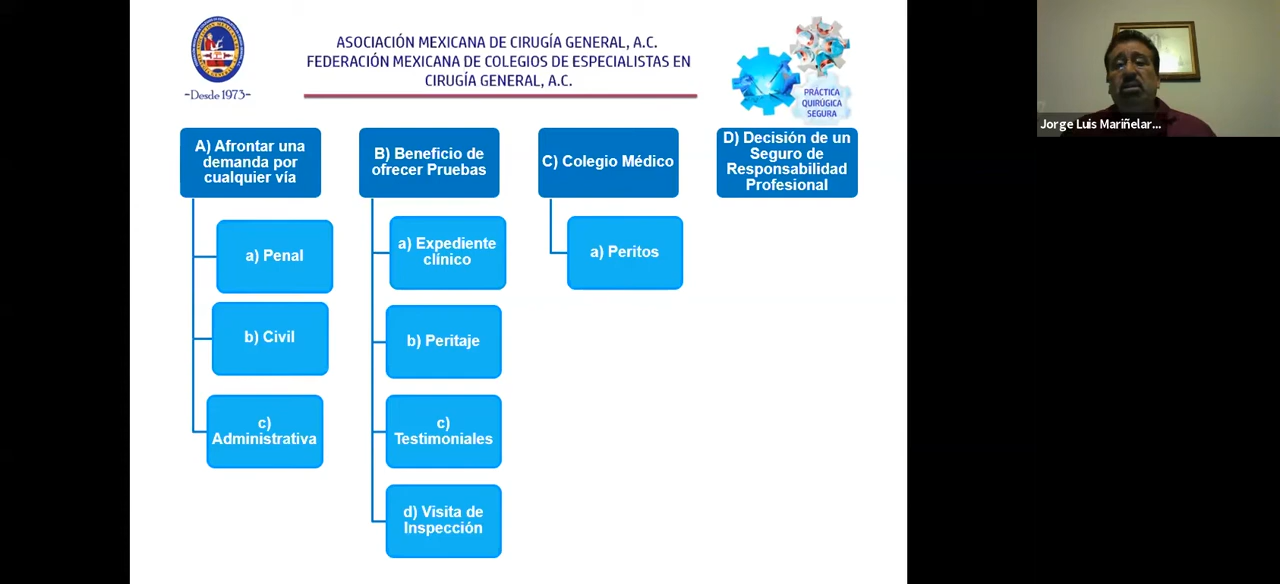 ASOCIACIÓN MEXICANA DE CIRUGÍA GENERAL, A.C.
FEDERACIÓN MEXICANA DE COLEGIOS DE ESPECIALISTAS EN
CIRUGÍA GENERAL, A.C.
-Desde 1973-
PRÁCTICA
QUIRÚGICA
SEGURA
Jorge Luis Mariñelar...
A) Afrontar una
demanda por
cualquier vía
a) Penal
b) Civil
c)
Administrativa
B) Beneficio de
ofrecer Pruebas
a) Expediente
clínico
b) Peritaje
c)
Testimoniales
d) Visita de
Inspección
C) Colegio Médico
a) Peritos
D) Decisión de un
Seguro de
Responsabilidad
Profesional